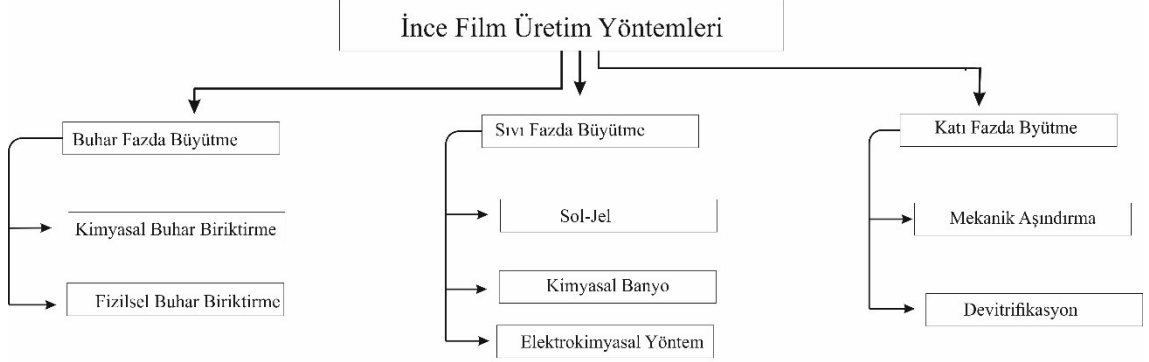 İnce Film Üretim Yöntemleri
Buhar Fazda Büyütme
Kimyasal Buhar Biriktirme
Fizilsel Buhar Biriktirme
Sıvı Fazda Büyütme
Sol-Jel
Kimyasal Banyo
Elektrokimyasal Yöntem
Katı Fazda Byütme
Mekanik Aşındırma
Devitrifikasyon